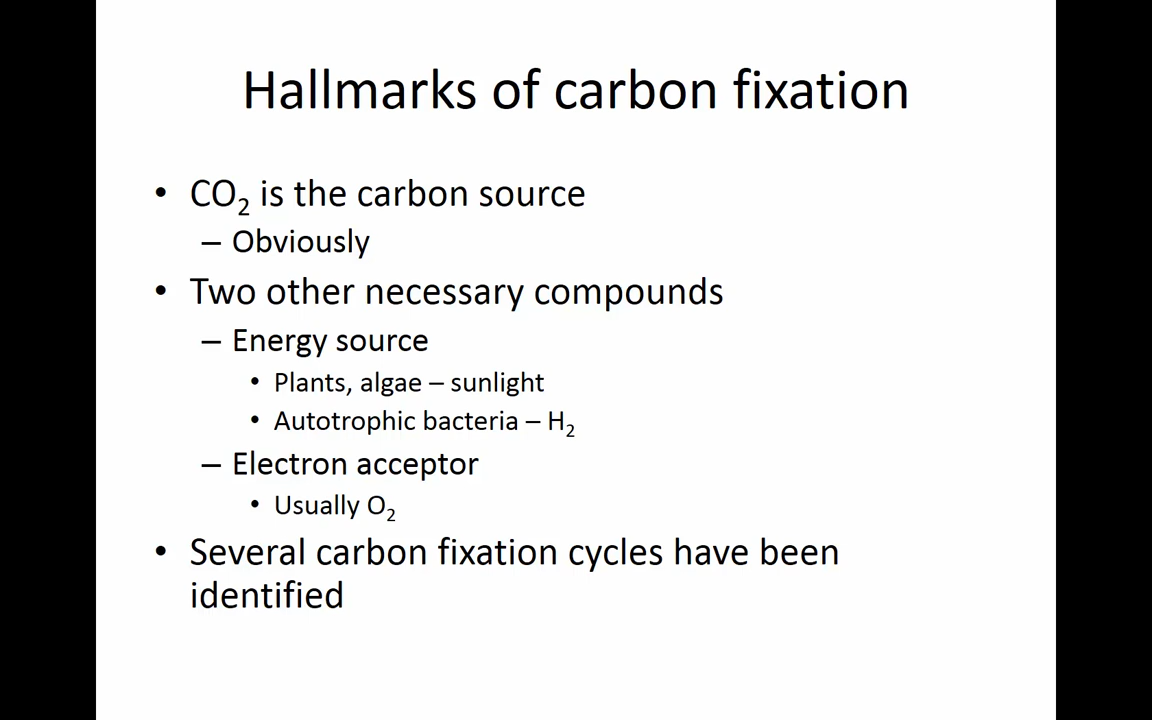 Hallmarks of carbon fixation
• CO₂ is the carbon source
– Obviously
• Two other necessary compounds
– Energy source
• Plants, algae – sunlight
• Autotrophic bacteria – H₂
– Electron acceptor
• Usually O₂
• Several carbon fixation cycles have been
identified